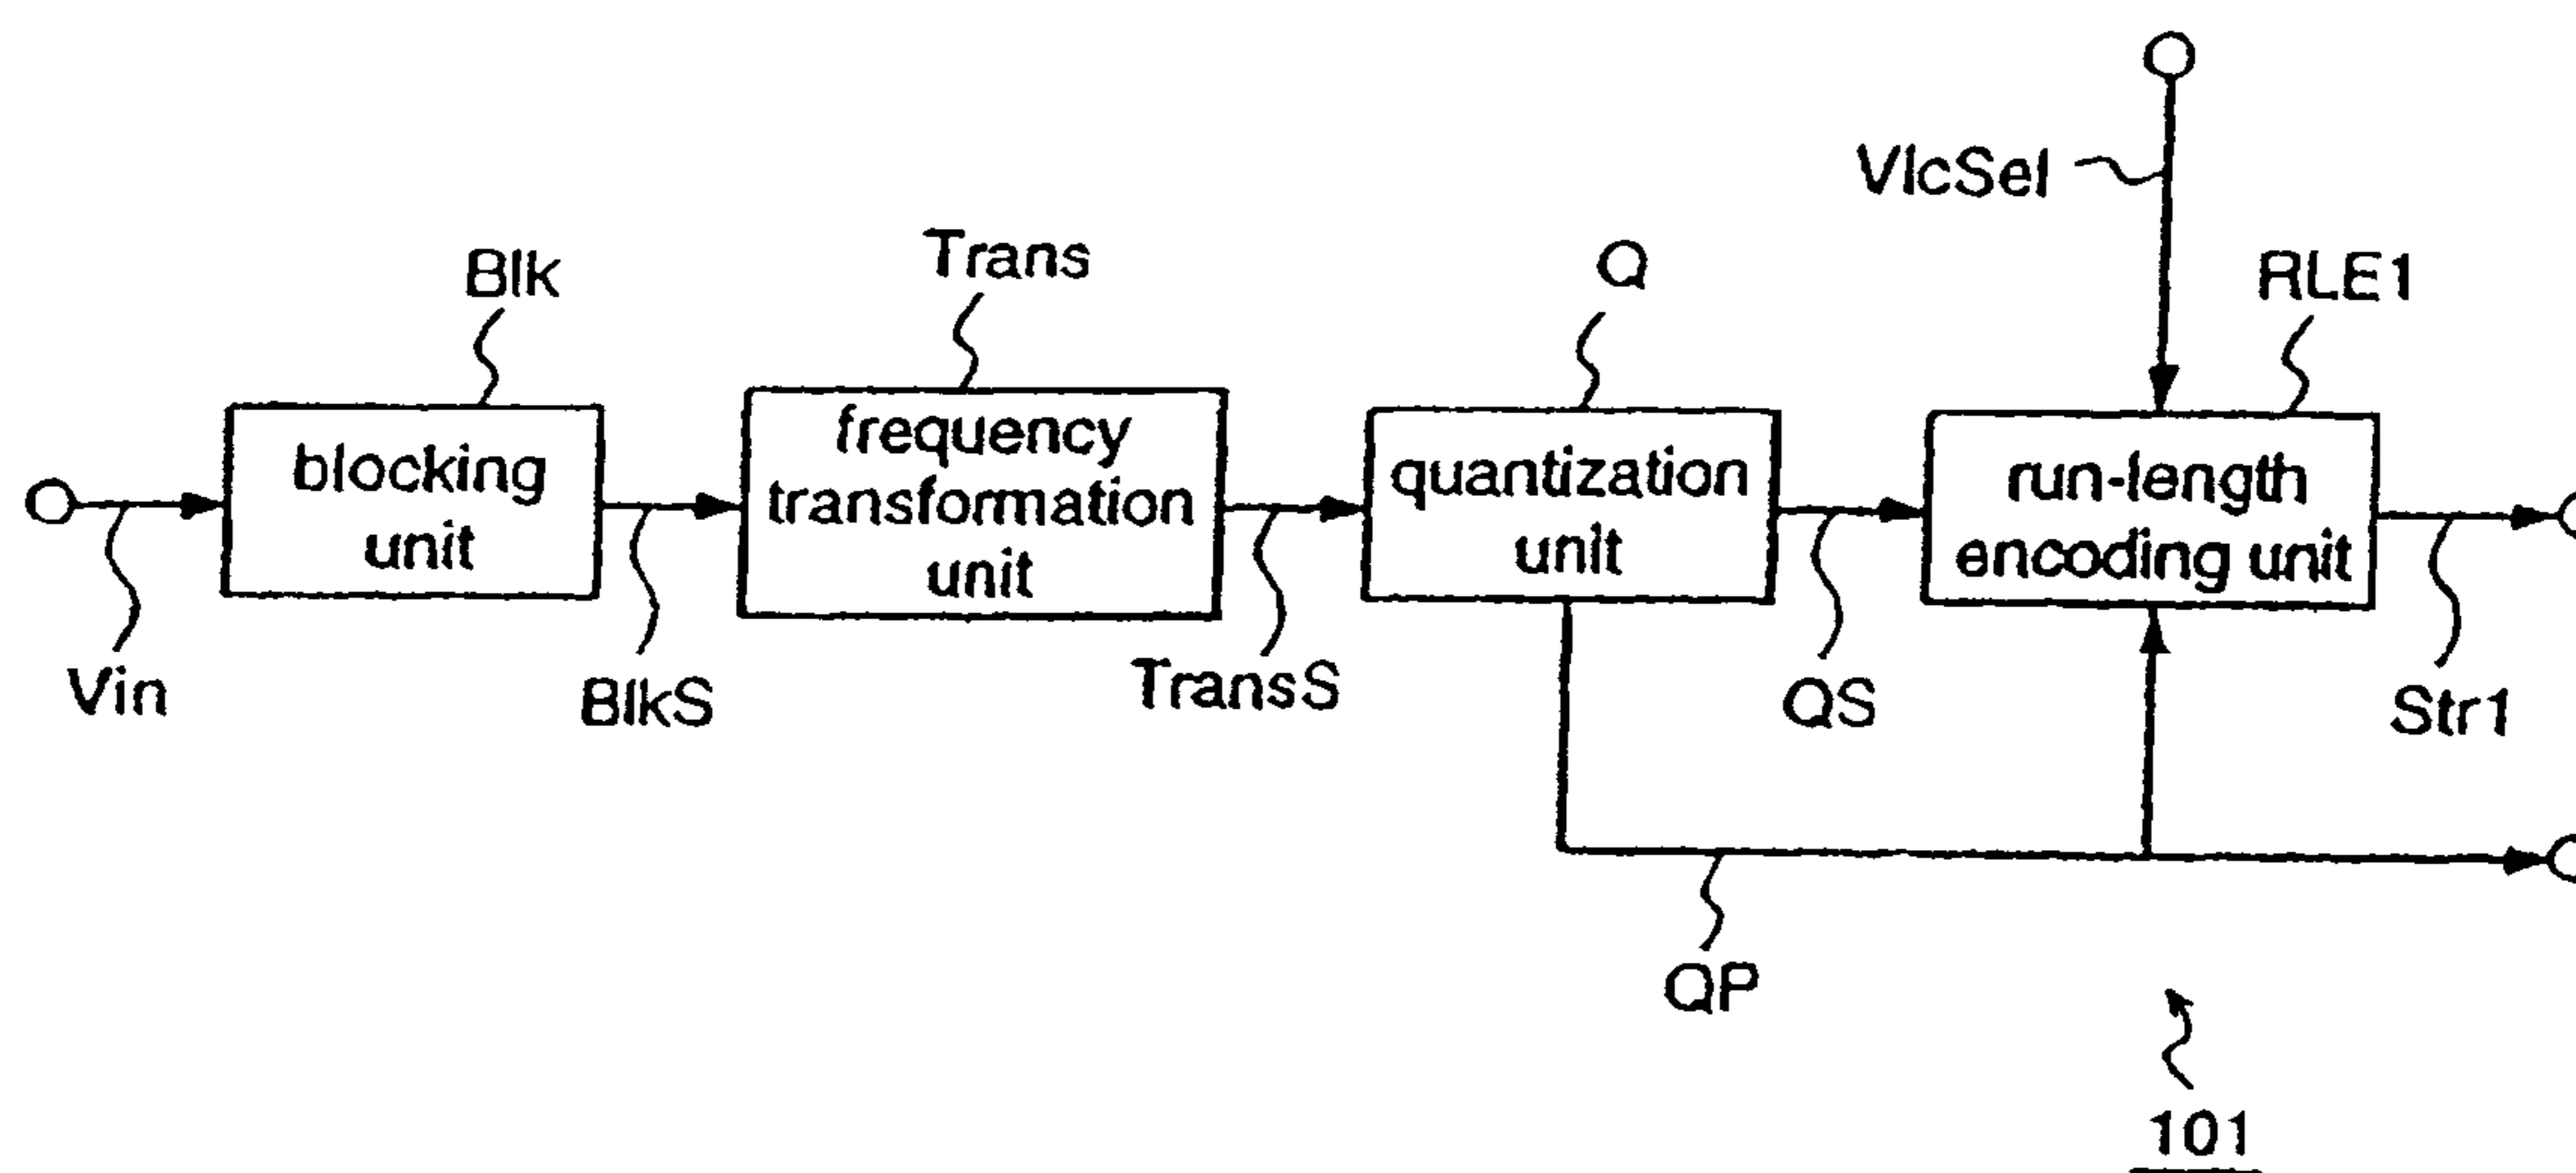 VlcSel
Blk
Trans
Q
RLE1
blocking
unit
frequency
transformation
unit
quantization
unit
run-length
encoding unit
Vin
BlkS
TransS
QS
Str1
QP
101